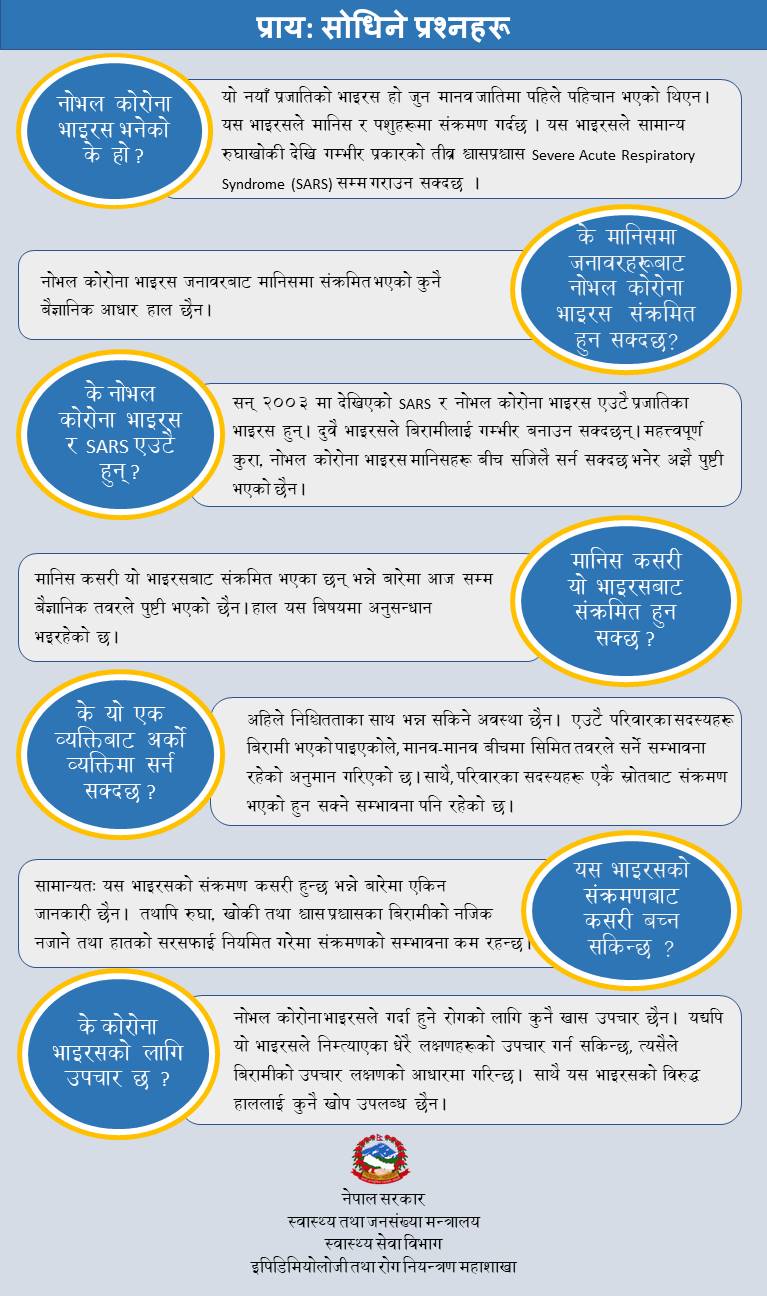 प्राय: सोधिने प्रश्नहरू
नोभल कोरोना
भाइरस भनेको
के हो ?
यो नयाँ प्रजातिको भाइरस हो जुन मानव जातिमा पहिले पहिचान भएको थिएन।
यस भाइरसले मानिस र पशुहरूमा संक्रमण गर्दछ । यस भाइरसले सामान्य
रुघाखोकी देखि गम्भीर प्रकारको तीव्र श्वासप्रश्वास Severe Acute Respiratory
Syndrome (SARS) सम्म गराउन सक्दछ ।
के मानिसमा
जनावरहरूबाट
नोभल कोरोना
भाइरस संक्रमित
हुन सक्दछ?
नोभल कोरोना भाइरस जनावरबाट मानिसमा संक्रमित भएको कुनै
बैज्ञानिक आधार हाल छैन।
के नोभल
कोरोना भाइरस
र SARS एउटै
हुन् ?
सन् २००३ मा देखिएको SARS र नोभल कोरोना भाइरस एउटै प्रजातिका
भाइरस हुन्। दुवै भाइरसले बिरामीलाई गम्भीर बनाउन सक्दछन्। महत्त्वपूर्ण
कुरा, नोभल कोरोना भाइरस मानिसहरू बीच सजिलै सर्न सक्दछ भनेर अझै पुष्टी
भएको छैन।
मानिस कसरी
यो भाइरसबाट
संक्रमित हुन
सक्छ ?
मानिस कसरी यो भाइरसबाट संक्रमित भएका छन् भन्ने बारेमा आज सम्म
बैज्ञानिक तवरले पुष्टी भएको छैन। हाल यस बिषयमा अनुसन्धान
भइरहेको छ।
के यो एक
व्यक्तिबाट अर्को
व्यक्तिमा सर्न
सक्दछ ?
अहिले निश्चितताका साथ भन्न सकिने अवस्था छैन। एउटै परिवारका सदस्यहरू
बिरामी भएको पाइएकोले, मानव-मानव बीचमा सिमित तवरले सर्ने सम्भावना
रहेको अनुमान गरिएको छ। साथै, परिवारका सदस्यहरू एकै स्रोतबाट संक्रमण
भएको हुन सक्ने सम्भावना पनि रहेको छ।
यस भाइरसको
संक्रमणबाट
कसरी बच्न
सकिन्छ ?
सामान्यतः यस भाइरसको संक्रमण कसरी हुन्छ भन्ने बारेमा एकिन
जानकारी छैन। तथापि रुघा, खोकी तथा श्वासप्रश्वासका बिरामीको नजिक
नजाने तथा हातको सरसफाई नियमित गरेमा संक्रमणको सम्भावना कम रहन्छ।
के कोरोना
भाइरसको लागि
उपचार छ ?
नोभल कोरोना भाइरसले गर्दा हुने रोगको लागि कुनै खास उपचार छैन। यद्यपि
यो भाइरसले निम्त्याएका धेरै लक्षणहरूको उपचार गर्न सकिन्छ, त्यसैले
बिरामीको उपचार लक्षणको आधारमा गरिन्छ। साथै यस भाइरसको विरुद्ध
हाललाई कुनै खोप उपलब्ध छैन।
नेपाल सरकार
स्वास्थ्य तथा जनसंख्या मन्त्रालय
स्वास्थ्य सेवा विभाग
इपिडिमियोलोजी तथा रोग नियन्त्रण महाशाखा